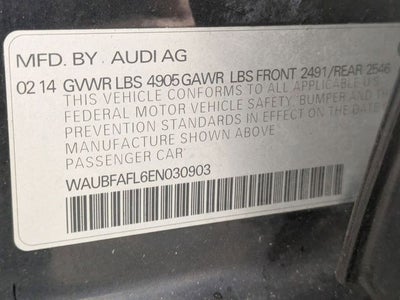 MFD. BY AUDI AG
02 14 GVWR LBS 4905 GAWR LBS FRONT 2491/REAR 2546
THIS VEHICLE CONFORMS TO ALL APPLICABLE
FEDERAL MOTOR VEHICLE SAFETY, BUMPER AND T
PREVENTION STANDARDS IN EFFECT ON THE DATE
OF MANUFACTURE SHOWN ABOVE.
PASSENGER CAR
WAUBFAFL6EN030903